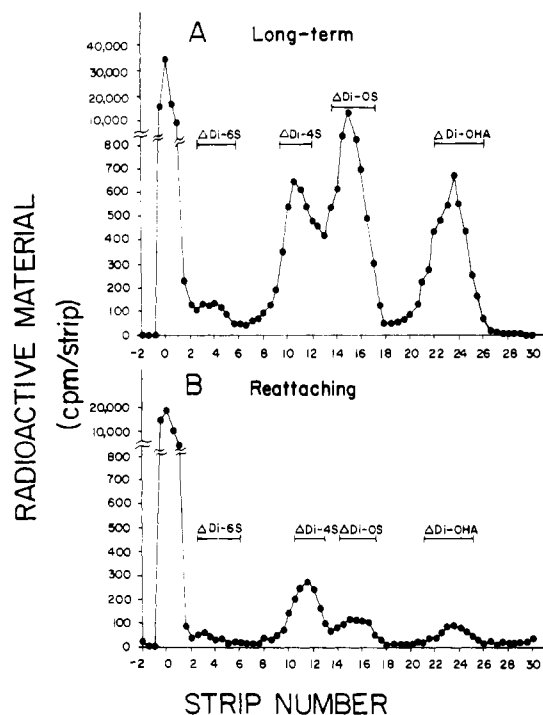 A Long-term
40,000
30,000
20,000
10,000
800
700
600
500
400
300
200
100
0
ΔDi-6S
ΔDi-4S
ΔDi-0S
ΔDi-0HA
-2 0 2 4 6 8 10 12 14 16 18 20 22 24 26 28 30
B Reattaching
20,000
10,000
800
700
600
500
400
300
200
100
0
ΔDi-6S
ΔDi-4S
ΔDi-0S
ΔDi-0HA
-2 0 2 4 6 8 10 12 14 16 18 20 22 24 26 28 30
RADIOACTIVE MATERIAL
(cpm/strip)
STRIP NUMBER